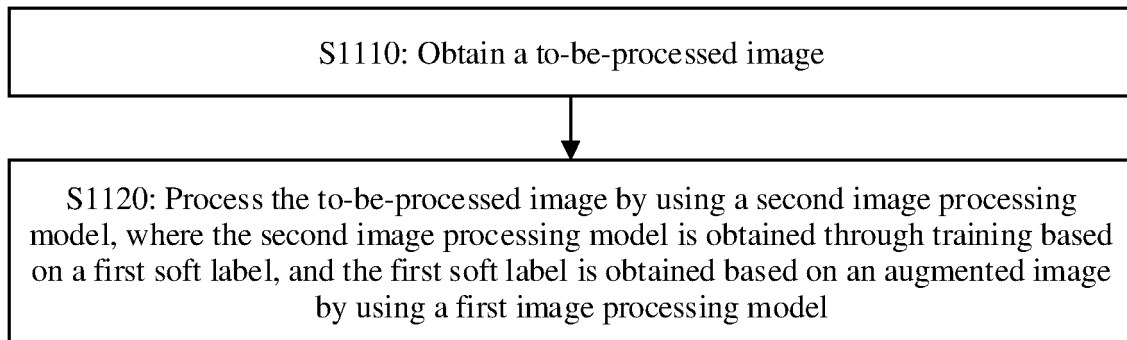 S1110: Obtain a to-be-processed image
S1120: Process the to-be-processed image by using a second image processing
model, where the second image processing model is obtained through training based
on a first soft label, and the first soft label is obtained based on an augmented image
by using a first image processing model